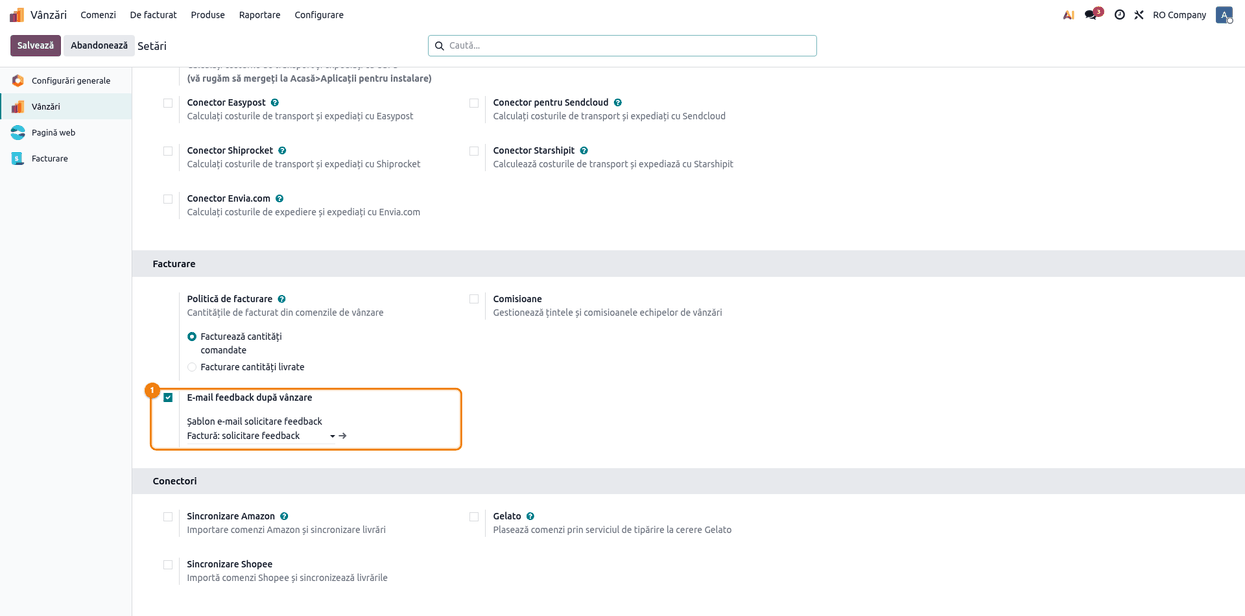 Vânzări Comenzi De facturat Produse Raportare Configurare 3 RO Company A
Salvează Abandonează Setări Caută...
Configurări generale
Vânzări
Pagină web
Facturare
(vă rugăm să mergeți la Acasă>Aplicații pentru instalare)
Conector Easypost ?
Calculați costurile de transport și expediați cu Easypost
Conector pentru Sendcloud ?
Calculați costurile de transport și expediați cu Sendcloud
Conector Shiprocket ?
Calculați costurile de transport și expediați cu Shiprocket
Conector Starshipit ?
Calculează costurile de transport și expediază cu Starshipit
Conector Envia.com ?
Calculați costurile de expediere și expediați cu Envia.com
Facturare
Politică de facturare ?
Cantitățile de facturat din comenzile de vânzare
Facturează cantități
comandate
Facturare cantități livrate
Comisioane
Gestionează țintele și comisioanele echipelor de vânzări
1
E-mail feedback după vânzare
Șablon e-mail solicitare feedback
Factură: solicitare feedback
Conectori
Sincronizare Amazon ?
Importare comenzi Amazon și sincronizare livrări
Gelato ?
Plasează comenzi prin serviciul de tipărire la cerere Gelato
Sincronizare Shopee
Importă comenzi Shopee și sincronizează livrările